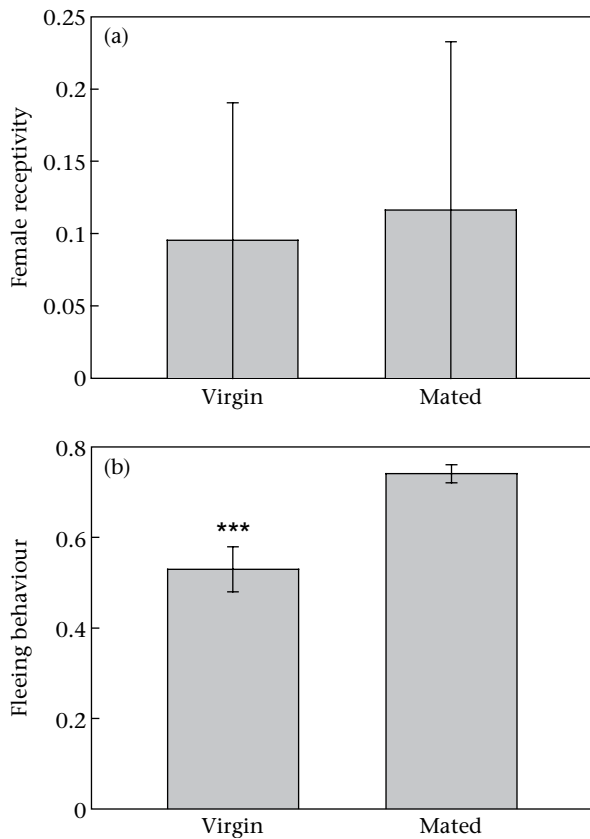 0.25
(a)
0.2
0.15
0.1
0.05
0
Female receptivity
Virgin Mated
0.8
(b)
***
0.6
0.4
0.2
0
Fleeing behaviour
Virgin Mated